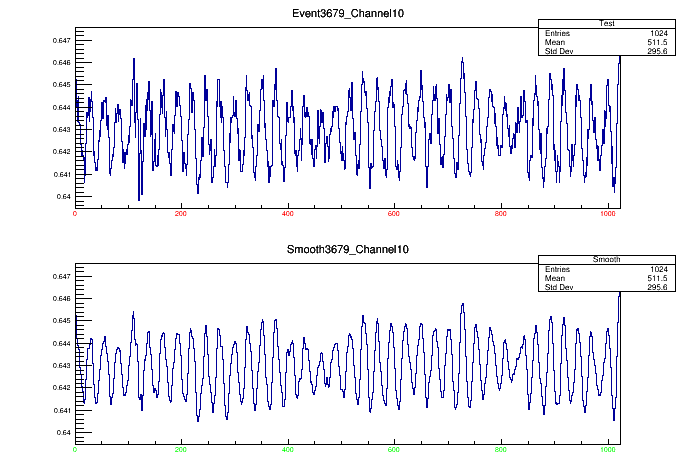 Event3679_Channel10
Test
Entries 1024
Mean 511.5
Std Dev 295.6
0.647
0.646
0.645
0.644
0.643
0.642
0.641
0.64
0 200 400 600 800 1000
Smooth3679_Channel10
Smooth
Entries 1024
Mean 511.5
Std Dev 295.6
0.647
0.646
0.645
0.644
0.643
0.642
0.641
0.64
0 200 400 600 800 1000